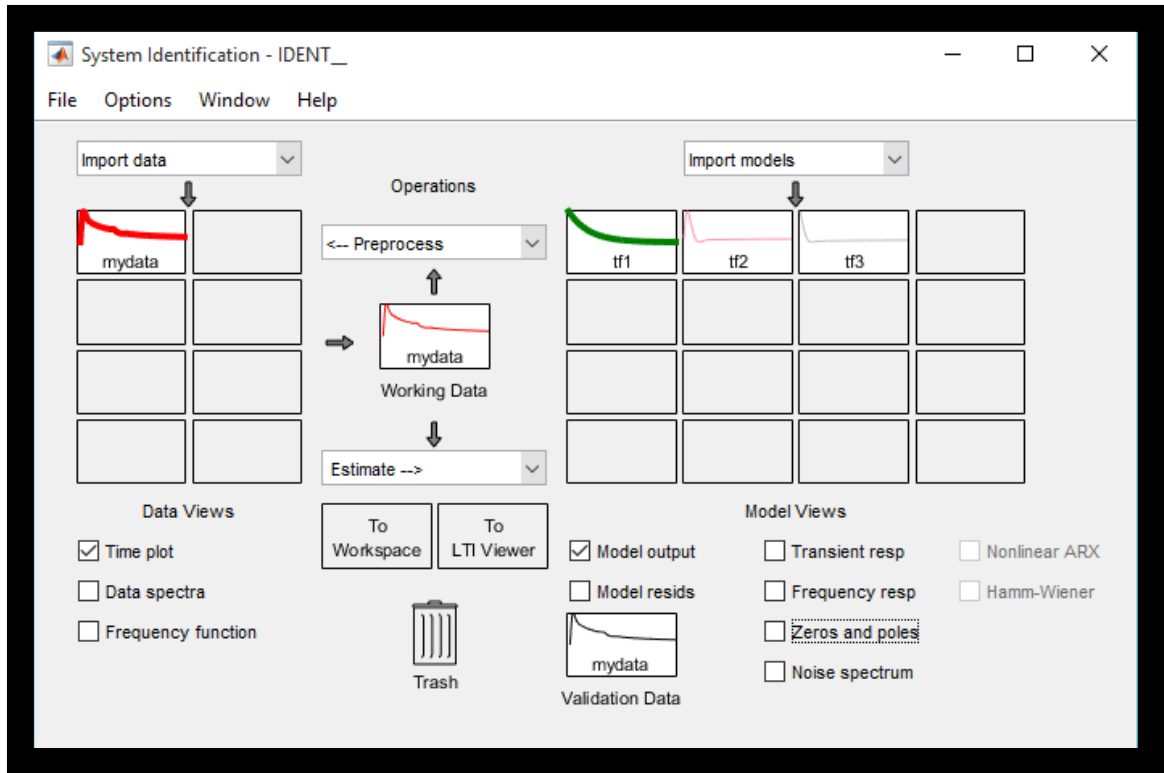 System Identification - IDENT__
File Options Window Help
Import data
Import models
Operations
mydata
<-- Preprocess
tf1
tf2
tf3
mydata
Working Data
Estimate -->
Data Views
To Workspace
To LTI Viewer
Model Views
Time plot
Data spectra
Frequency function
Trash
Model output
Model resids
mydata
Validation Data
Transient resp
Frequency resp
Zeros and poles
Noise spectrum
Nonlinear ARX
Hamm-Wiener